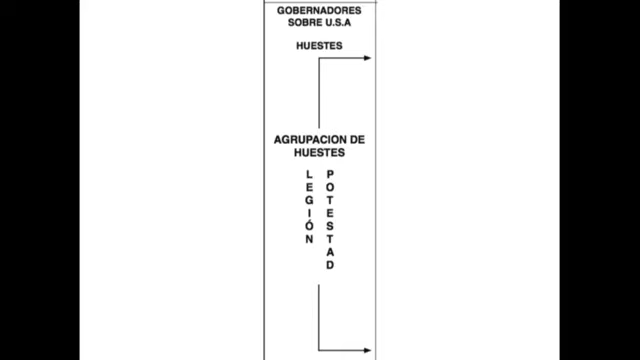 GOBERNADORES
SOBRE U.S.A
HUESTES
AGRUPACION DE
HUESTES
LEGIÓN
POTESTAD